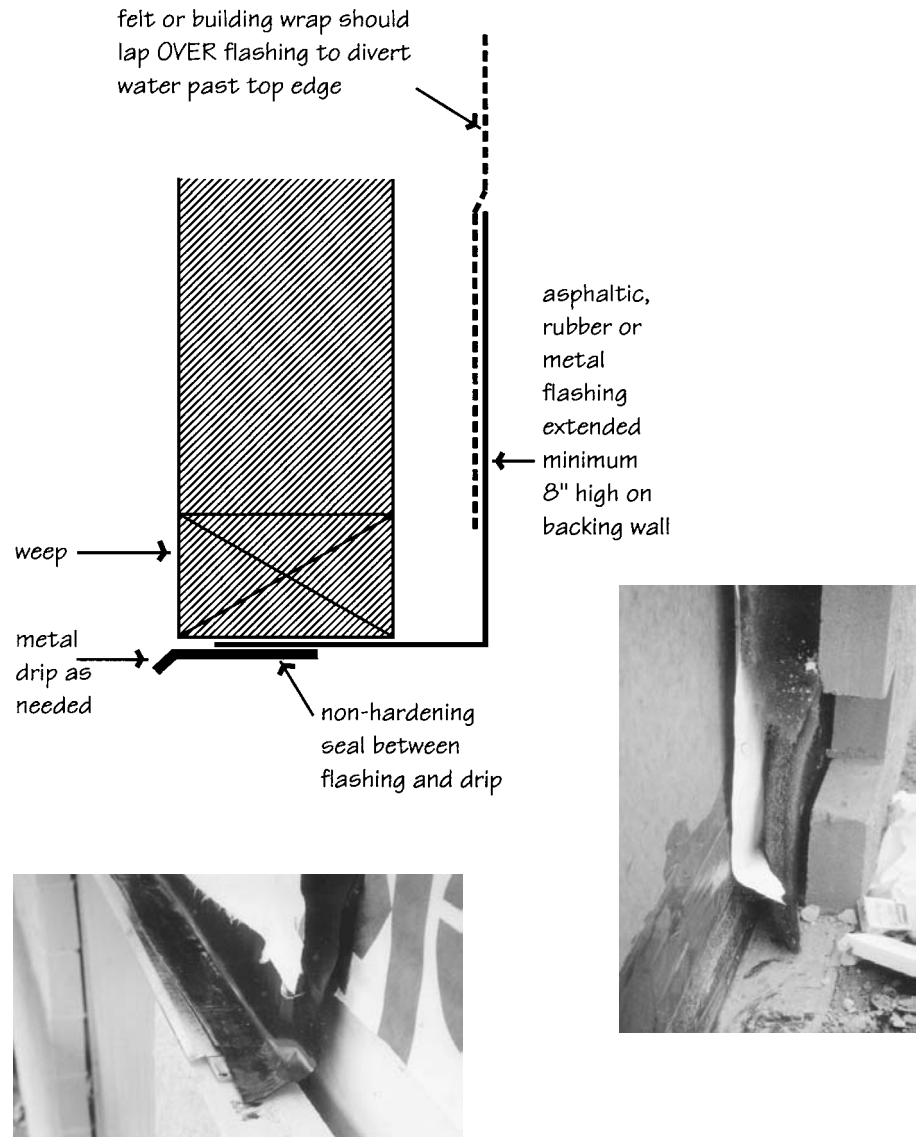 felt or building wrap should
lap OVER flashing to divert
water past top edge
asphaltic,
rubber or
metal
flashing
extended
minimum
8" high on
backing wall
weep
metal
drip as
needed
non-hardening
seal between
flashing and drip